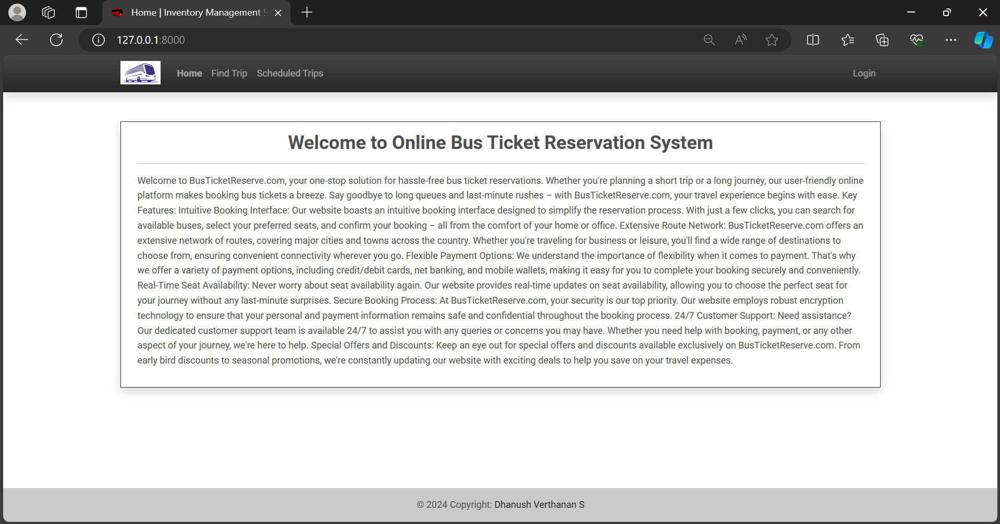 Home | Inventory Management S
127.0.0.1:8000
Home Find Trip Scheduled Trips Login
Welcome to Online Bus Ticket Reservation System
Welcome to BusTicketReserve.com, your one-stop solution for hassle-free bus ticket reservations. Whether you're planning a short trip or a long journey, our user-friendly online
platform makes booking bus tickets a breeze. Say goodbye to long queues and last-minute rushes – with BusTicketReserve.com, your travel experience begins with ease. Key
Features: Intuitive Booking Interface: Our website boasts an intuitive booking interface designed to simplify the reservation process. With just a few clicks, you can search for
available buses, select your preferred seats, and confirm your booking – all from the comfort of your home or office. Extensive Route Network: BusTicketReserve.com offers an
extensive network of routes, covering major cities and towns across the country. Whether you're traveling for business or leisure, you'll find a wide range of destinations to
choose from, ensuring convenient connectivity wherever you go. Flexible Payment Options: We understand the importance of flexibility when it comes to payment. That's why
we offer a variety of payment options, including credit/debit cards, net banking, and mobile wallets, making it easy for you to complete your booking securely and conveniently.
Real-Time Seat Availability: Never worry about seat availability again. Our website provides real-time updates on seat availability, allowing you to choose the perfect seat for
your journey without any last-minute surprises. Secure Booking Process: At BusTicketReserve.com, your security is our top priority. Our website employs robust encryption
technology to ensure that your personal and payment information remains safe and confidential throughout the booking process. 24/7 Customer Support: Need assistance?
Our dedicated customer support team is available 24/7 to assist you with any queries or concerns you may have. Whether you need help with booking, payment, or any other
aspect of your journey, we're here to help. Special Offers and Discounts: Keep an eye out for special offers and discounts available exclusively on BusTicketReserve.com. From
early bird discounts to seasonal promotions, we're constantly updating our website with exciting deals to help you save on your travel expenses.
© 2024 Copyright: Dhanush Verthanan S